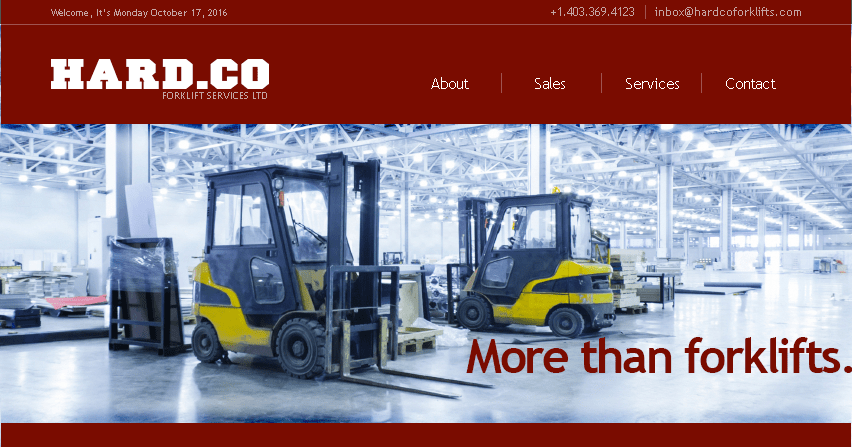 Welcome, It's Monday October 17, 2016
+1.403.369.4123
inbox@hardcoforklifts.com
HARD.CO
FORKLIFT SERVICES LTD
About
Sales
Services
Contact
More than forklifts.